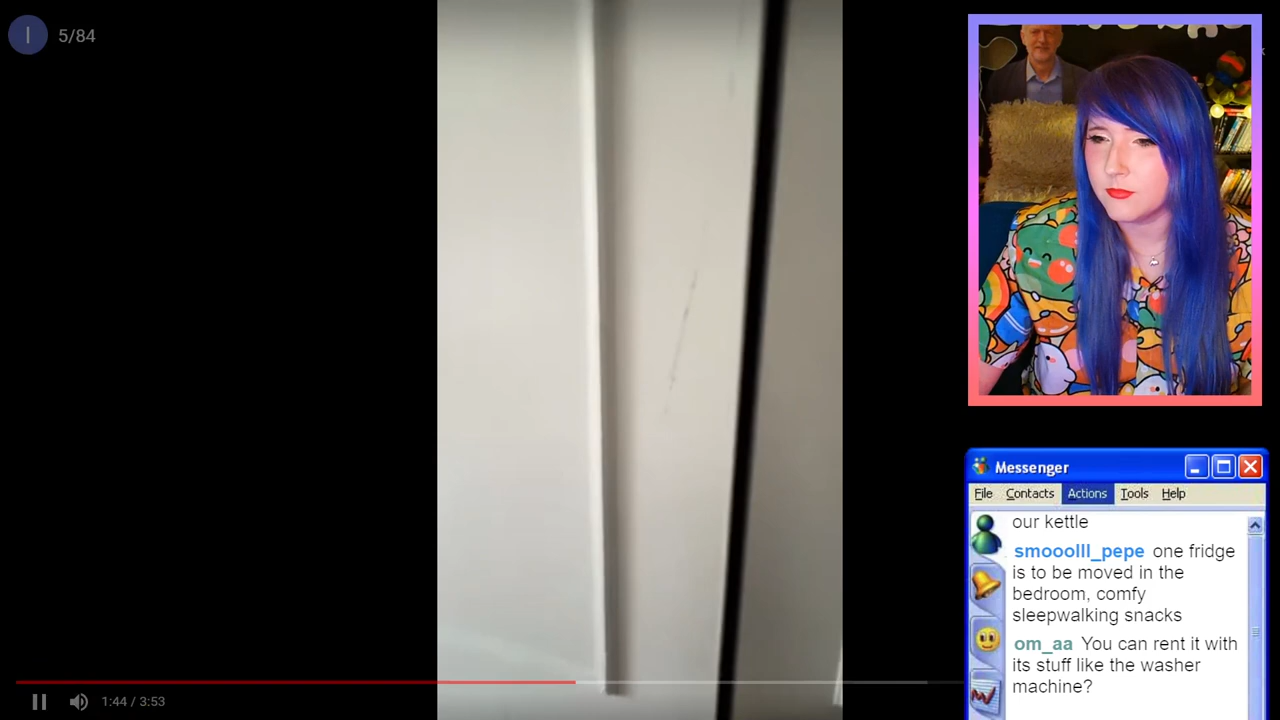 I 5/84
Messenger
File Contacts Actions Tools Help
our kettle
smooolll_pepe one fridge
is to be moved in the
bedroom, comfy
sleepwalking snacks
om_aa You can rent it with
its stuff like the washer
machine?
1:44 / 3:53